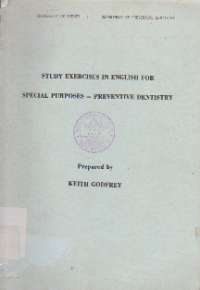 STUDY EXERCISES IN ENGLISH FOR
SPECIAL PURPOSES — PREVENTIVE DENTISTRY
Prepared by
KEITH GODFREY